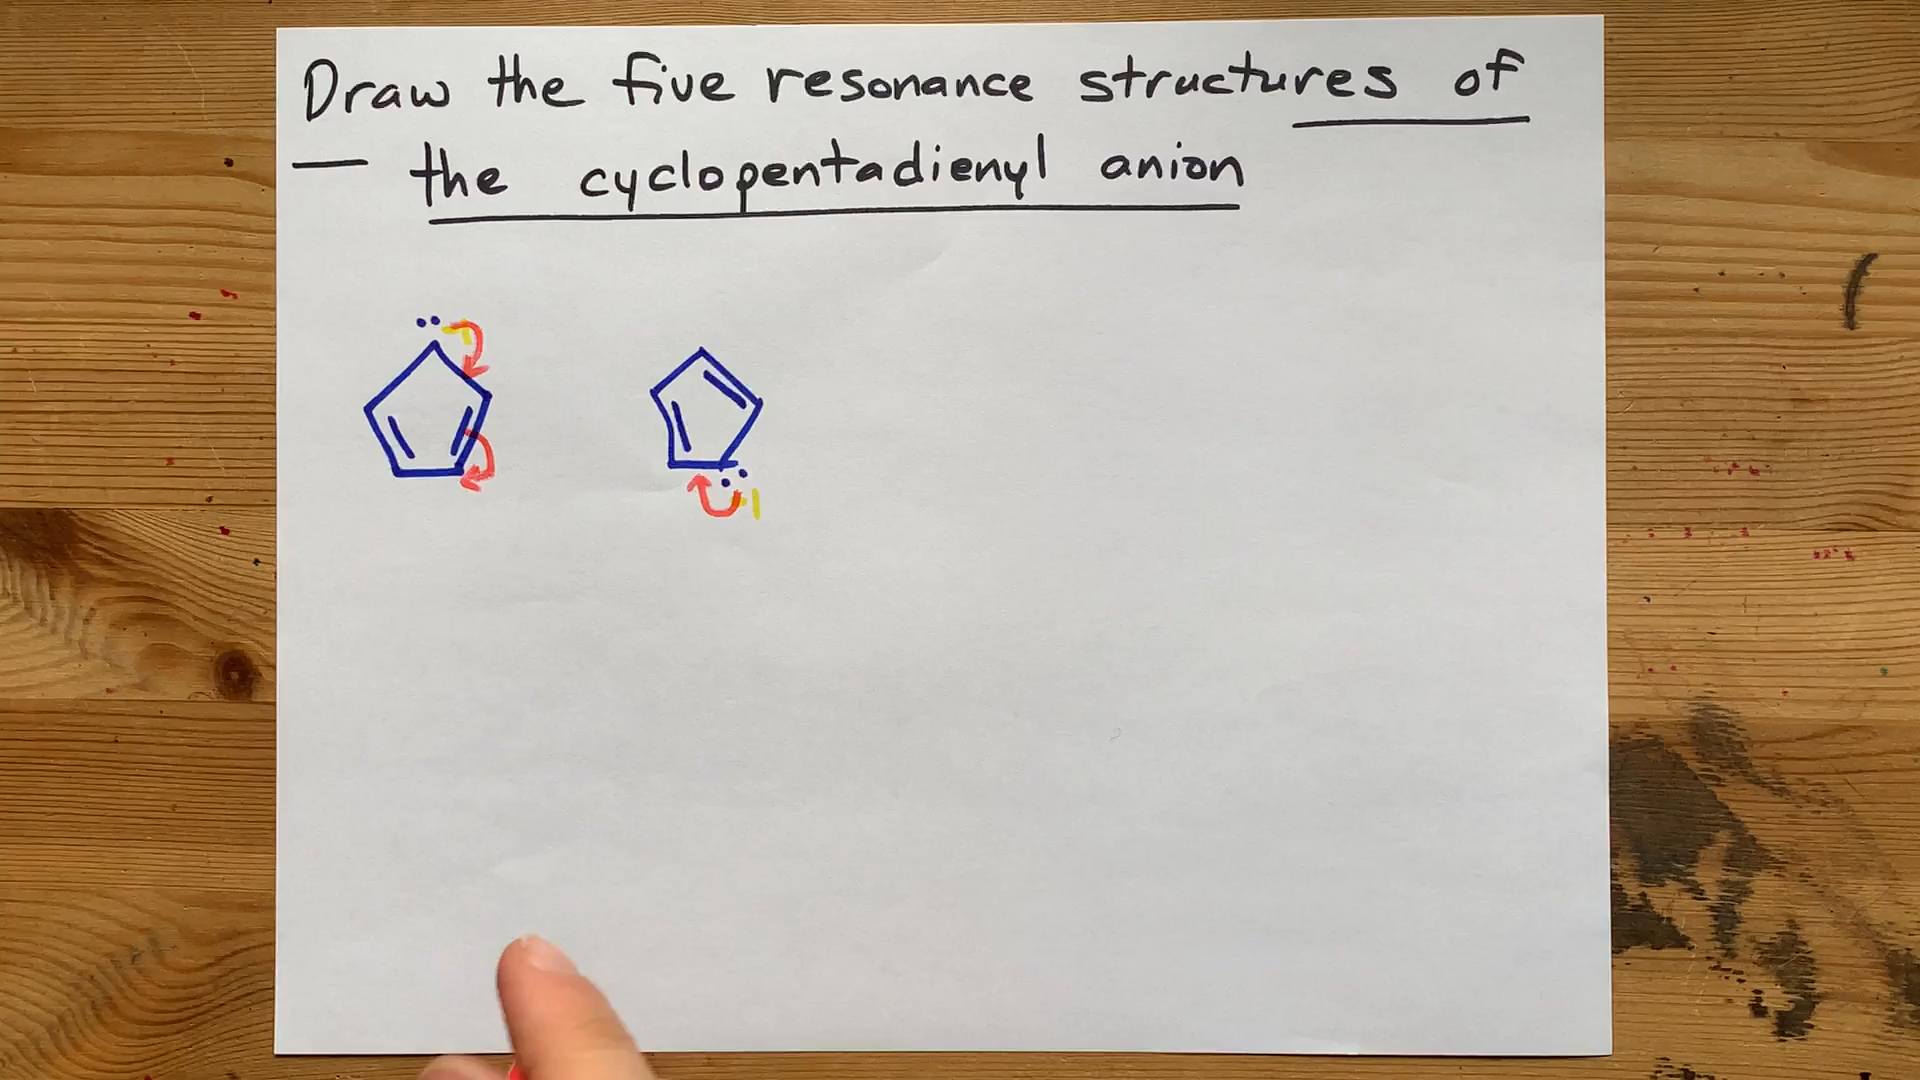 Draw the five resonance structures of
the cyclopentadienyl anion